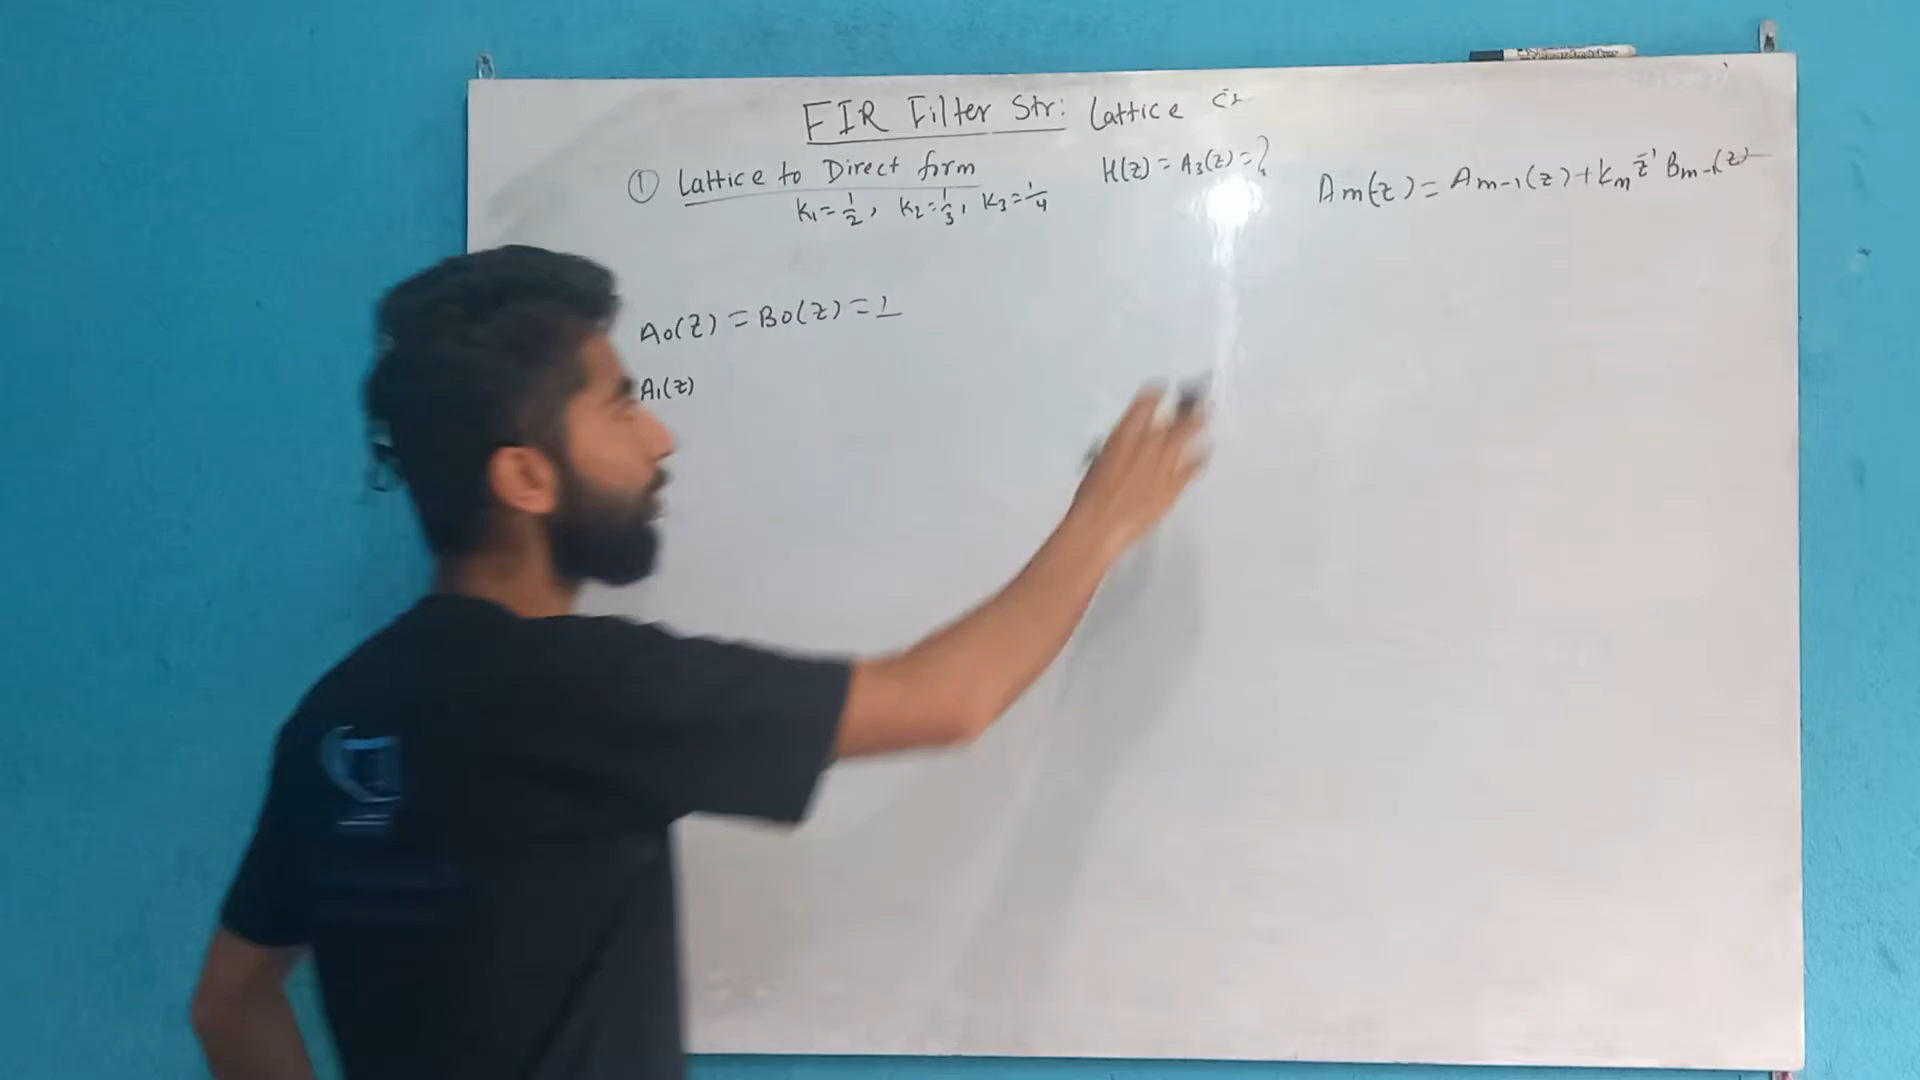 FIR Filter Str: Lattice
① Lattice to Direct form
K₁=1/2, K₂=1/3, K₃=1/4
H(z) = A₃(z) = ?
Am(z) = Am-1(z) + Km z⁻¹ Bm-1(z)
A₀(z) = B₀(z) = 1
A₁(z)